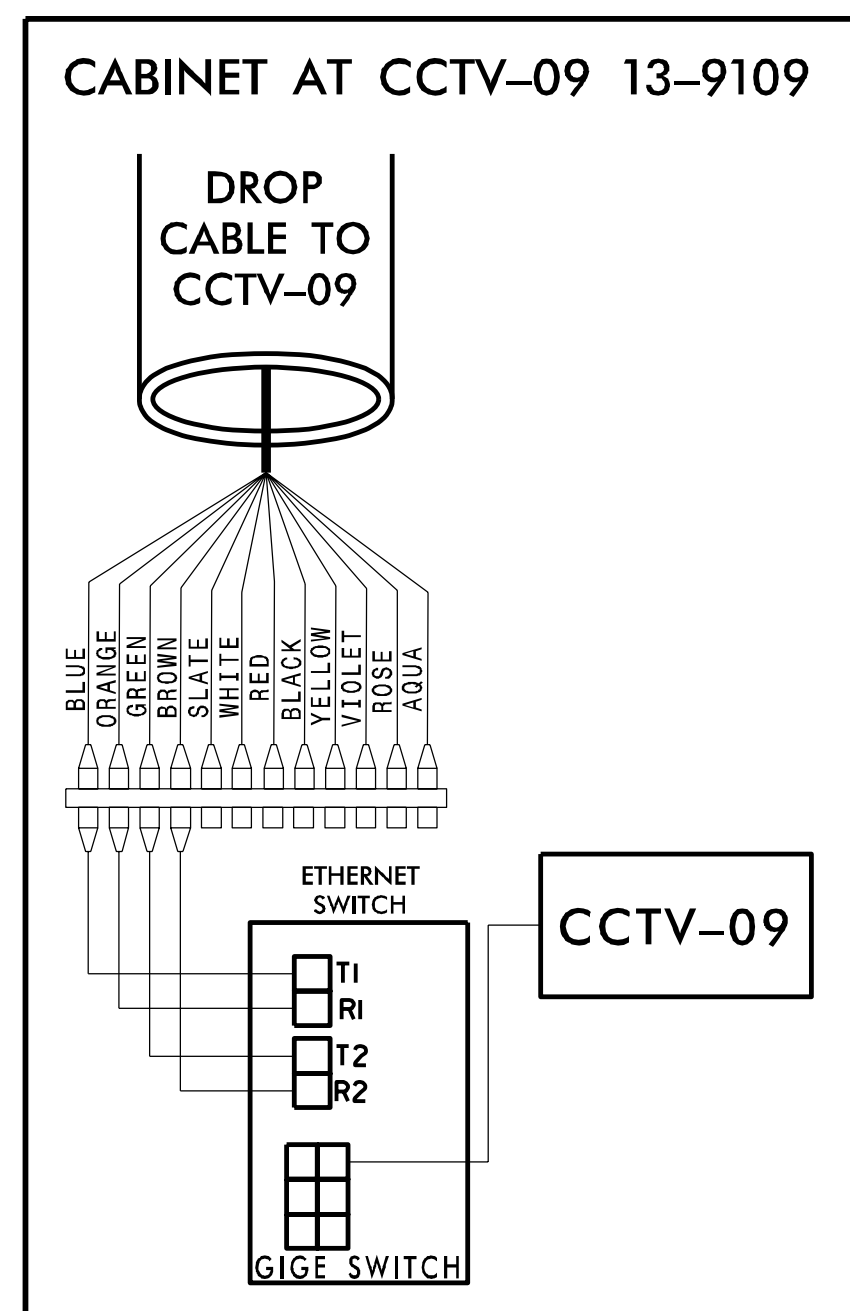 CABINET AT CCTV-09 13-9109
DROP
CABLE TO
CCTV-09
BLUE
ORANGE
GREEN
BROWN
SLATE
WHITE
RED
BLACK
YELLOW
VIOLET
ROSE
AQUA
ETHERNET
SWITCH
CCTV-09
T1
R1
T2
R2
GIGE SWITCH